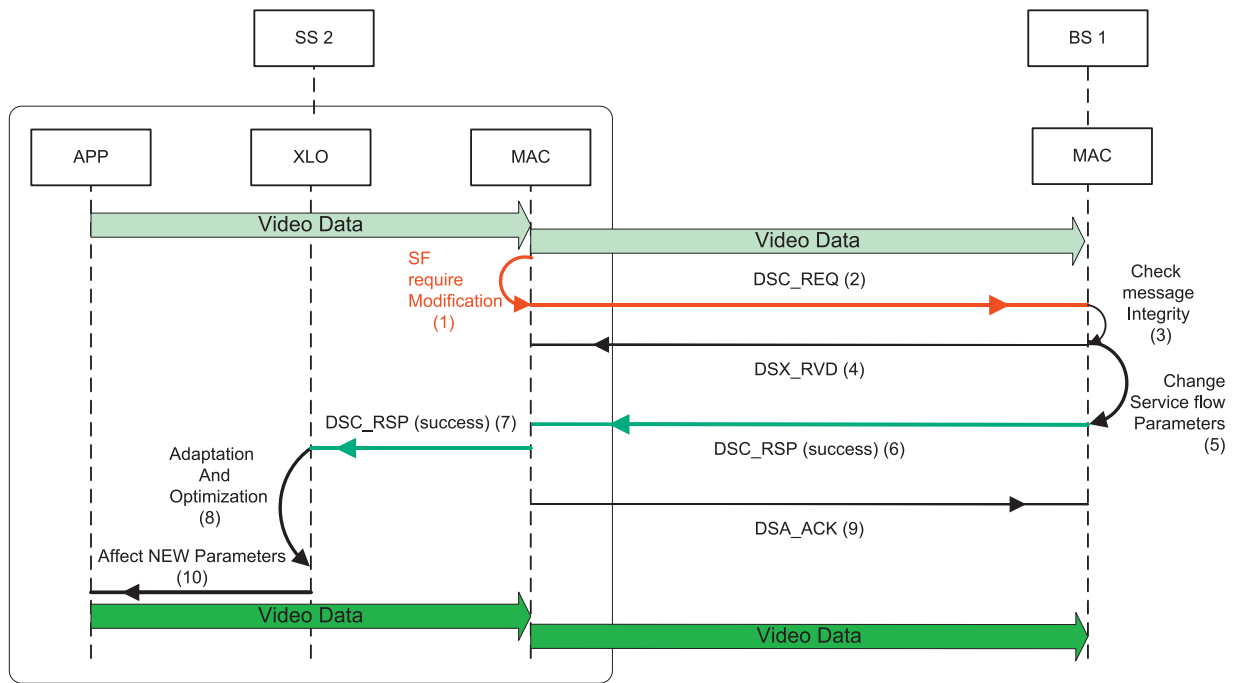 SS 2
BS 1
APP
XLO
MAC
MAC
Video Data
Video Data
SF
require
Modification
(1)
DSC_REQ (2)
Check
message
Integrity
(3)
DSX_RVD (4)
Change
Service flow
Parameters
(5)
DSC_RSP (success) (7)
DSC_RSP (success) (6)
Adaptation
And
Optimization
(8)
DSA_ACK (9)
Affect NEW Parameters
(10)
Video Data
Video Data